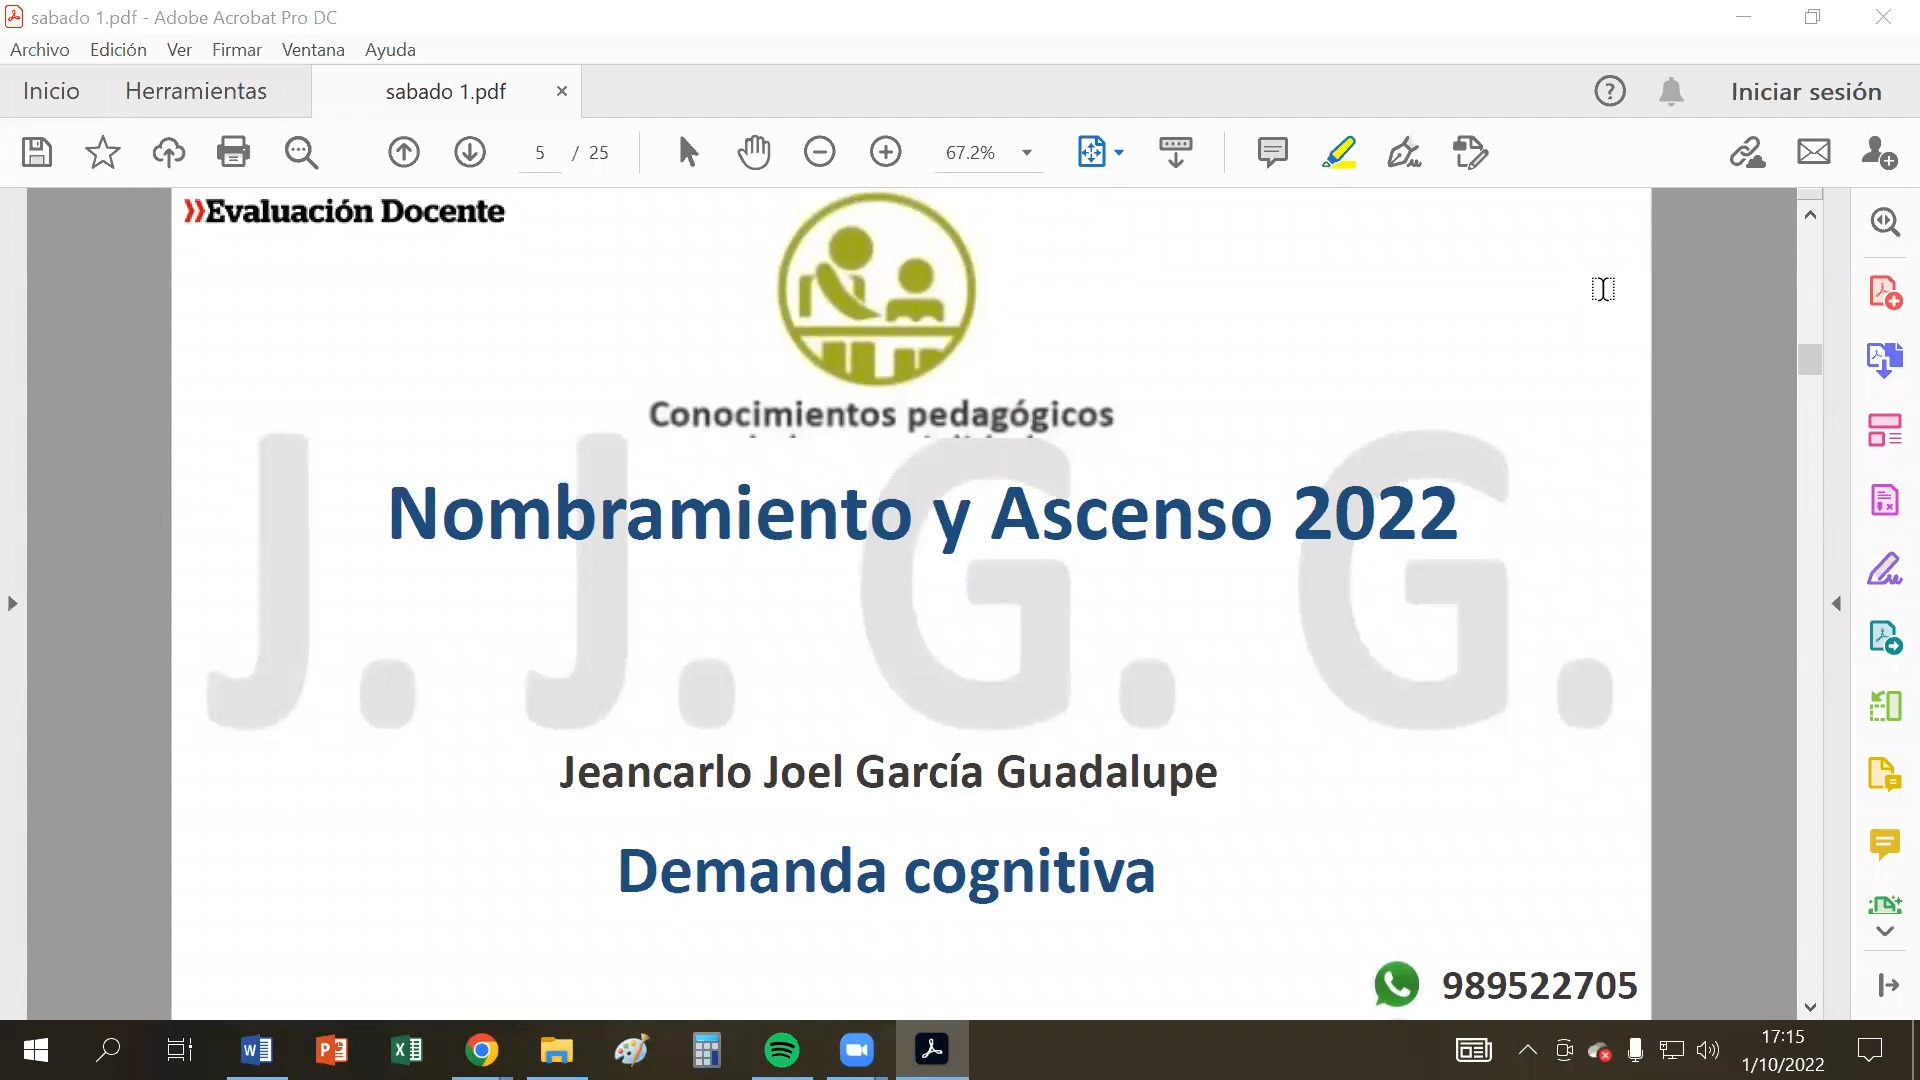 sabado 1.pdf - Adobe Acrobat Pro DC
Archivo Edición Ver Firmar Ventana Ayuda
Inicio Herramientas sabado 1.pdf × Iniciar sesión
5 / 25 67.2%
Evaluación Docente
Conocimientos pedagógicos
J. J. G. G.
Nombramiento y Ascenso 2022
Jeancarlo Joel García Guadalupe
Demanda cognitiva
989522705
17:15
1/10/2022